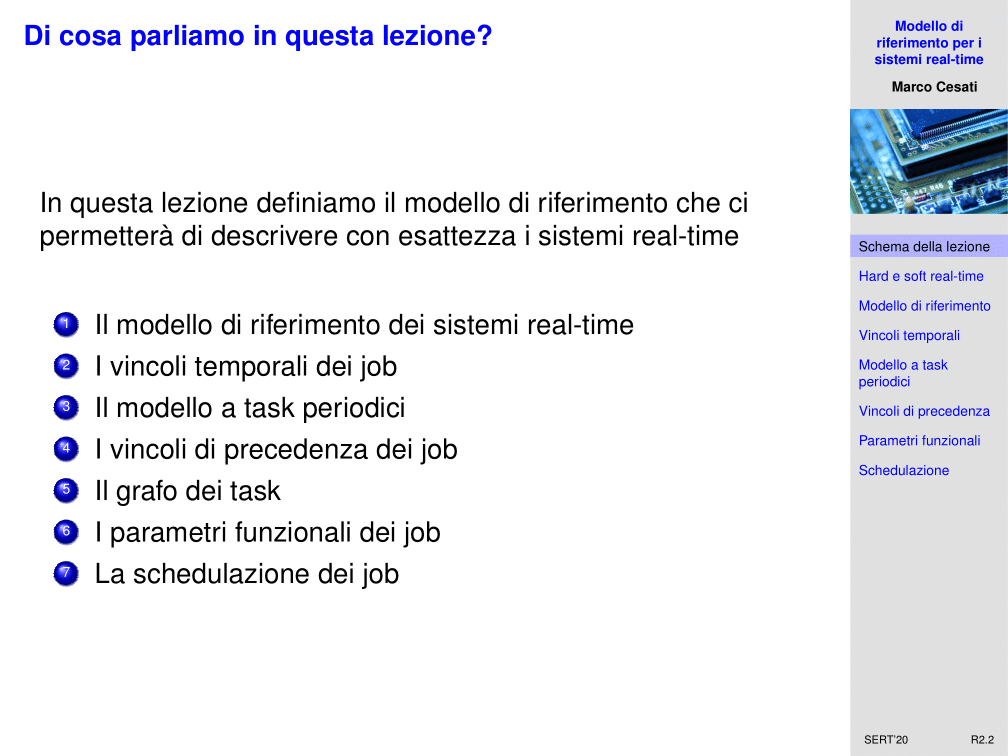 Di cosa parliamo in questa lezione?
In questa lezione definiamo il modello di riferimento che ci
permetterà di descrivere con esattezza i sistemi real-time
1 Il modello di riferimento dei sistemi real-time
2 I vincoli temporali dei job
3 Il modello a task periodici
4 I vincoli di precedenza dei job
5 Il grafo dei task
6 I parametri funzionali dei job
7 La schedulazione dei job
Modello di
riferimento per i
sistemi real-time
Marco Cesati
R47 R46
Schema della lezione
Hard e soft real-time
Modello di riferimento
Vincoli temporali
Modello a task
periodici
Vincoli di precedenza
Parametri funzionali
Schedulazione
SERT'20 R2.2